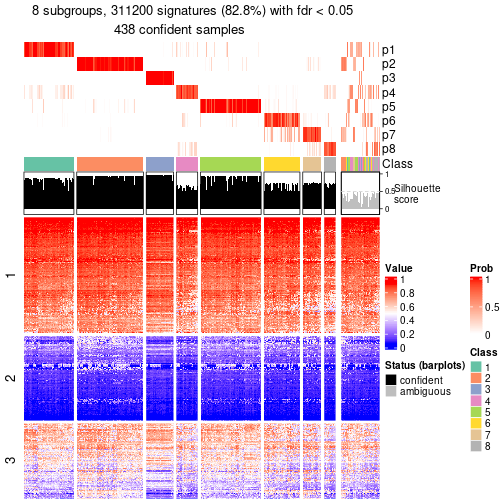 8 subgroups, 311200 signatures (82.8%) with fdr < 0.05
438 confident samples
p1
p2
p3
p4
p5
p6
p7
p8
Class
1
0.5
0
Silhouette
score
1
2
3
Value
1
0.8
0.6
0.4
0.2
0
Prob
1
0.5
0
Status (barplots)
confident
ambiguous
Class
1
2
3
4
5
6
7
8